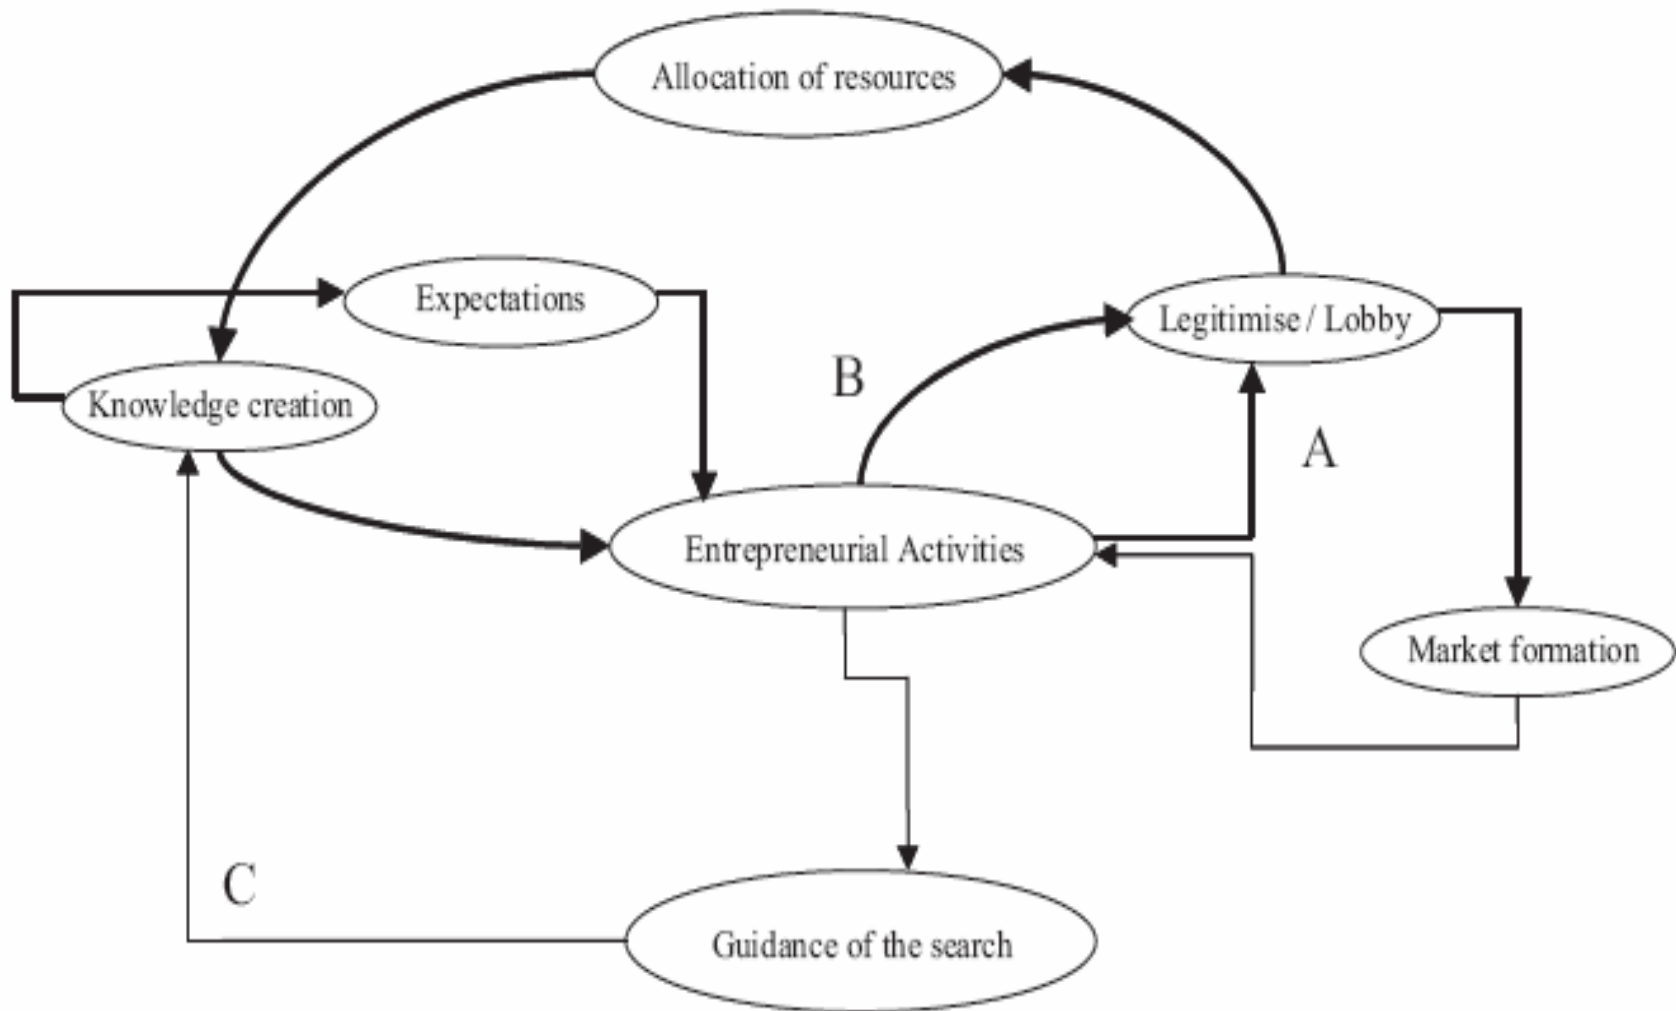 Allocation of resources
Expectations
Legitimise / Lobby
B
Knowledge creation
A
Entrepreneurial Activities
Market formation
C
Guidance of the search